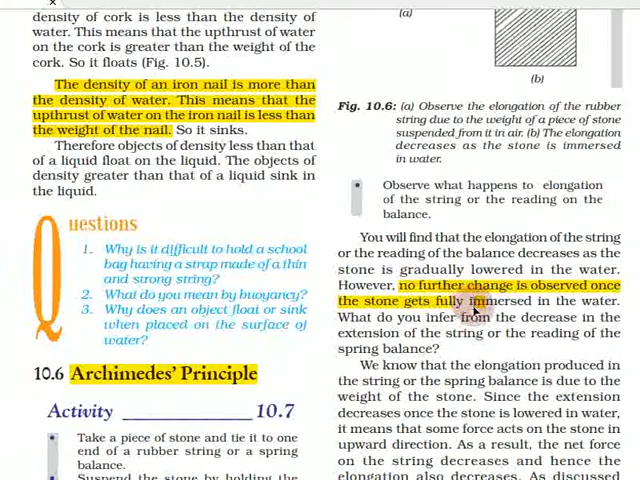 density of cork is less than the density of
water. This means that the upthrust of water
on the cork is greater than the weight of the
cork. So it floats (Fig. 10.5).
The density of an iron nail is more than
the density of water. This means that the
upthrust of water on the iron nail is less than
the weight of the nail. So it sinks.
Therefore objects of density less than that
of a liquid float on the liquid. The objects of
density greater than that of a liquid sink in
the liquid.
Questions
1. Why is it difficult to hold a school
bag having a strap made of a thin
and strong string?
2. What do you mean by buoyancy?
3. Why does an object float or sink
when placed on the surface of
water?
10.6 Archimedes' Principle
Activity 10.7
• Take a piece of stone and tie it to one
end of a rubber string or a spring
balance.
• Suspend the stone by holding the
(a)
(b)
Fig. 10.6: (a) Observe the elongation of the rubber
string due to the weight of a piece of stone
suspended from it in air. (b) The elongation
decreases as the stone is immersed
in water.
• Observe what happens to elongation
of the string or the reading on the
balance.
You will find that the elongation of the string
or the reading of the balance decreases as the
stone is gradually lowered in the water.
However, no further change is observed once
the stone gets fully immersed in the water.
What do you infer from the decrease in the
extension of the string or the reading of the
spring balance?
We know that the elongation produced in
the string or the spring balance is due to the
weight of the stone. Since the extension
decreases once the stone is lowered in water,
it means that some force acts on the stone in
upward direction. As a result, the net force
on the string decreases and hence the
elongation also decreases. As discussed